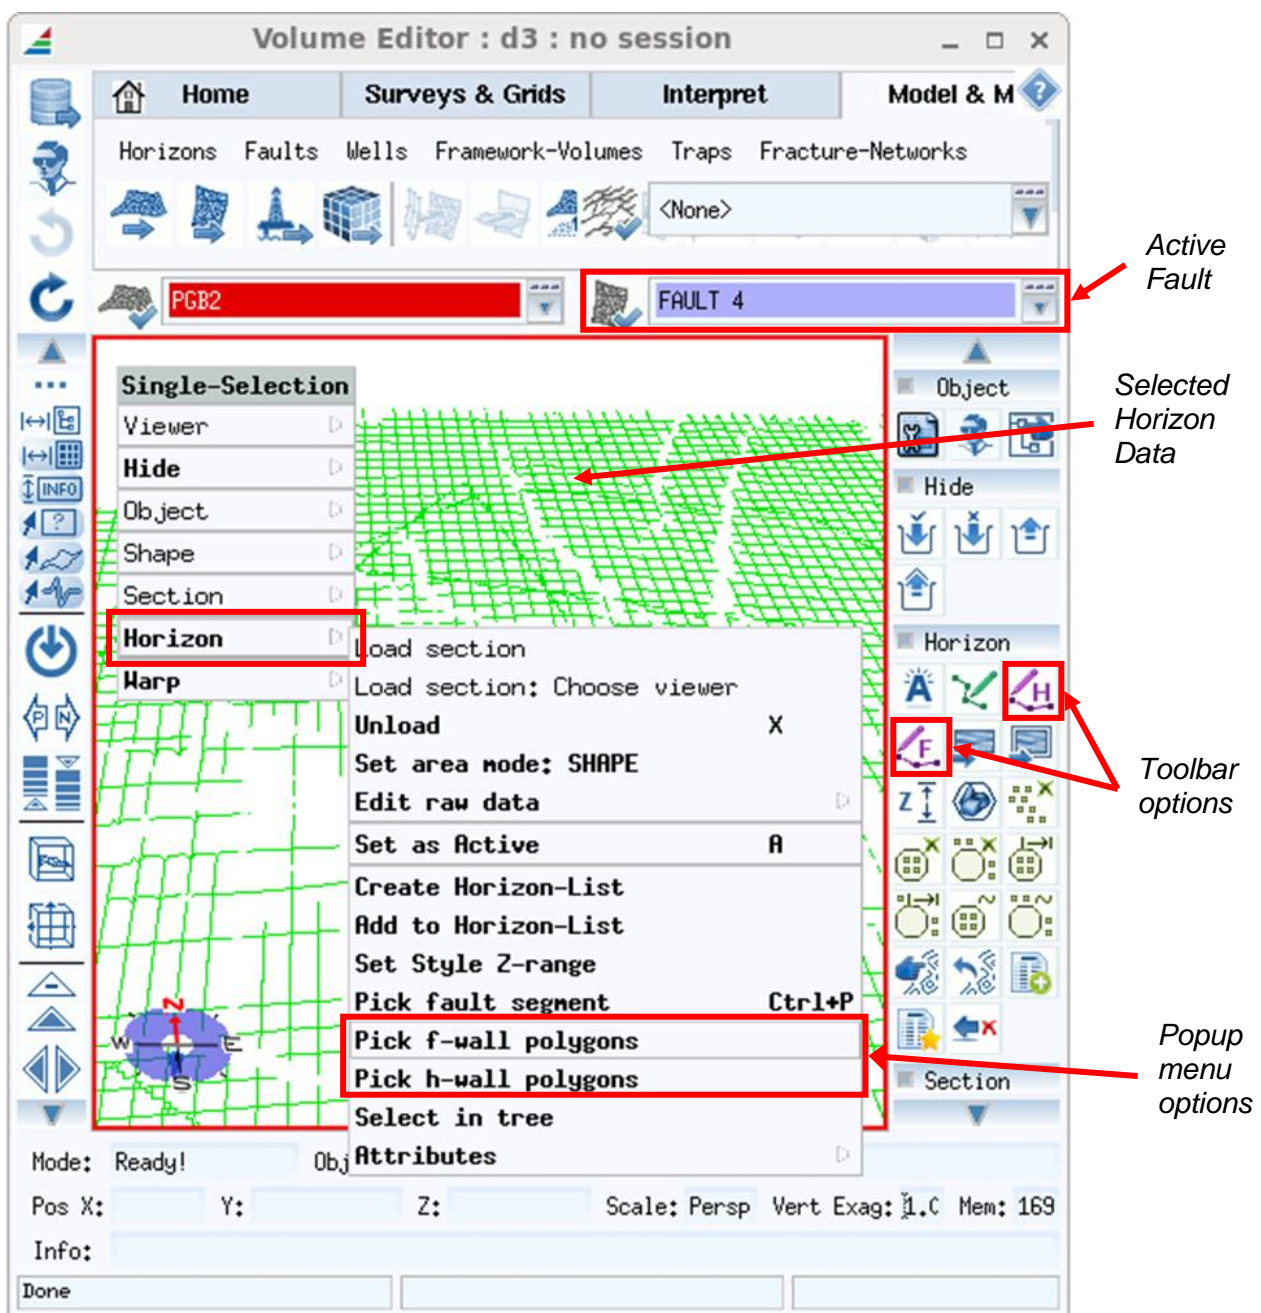 Volume Editor : d3 : no session
Home Surveys & Grids Interpret Model & M ?
Horizons Faults Wells Framework-Volumes Traps Fracture-Networks
<None>
Active
Fault
PGB2 FAULT 4
Single-Selection
Object
Selected
Horizon
Data
Viewer
Hide
Hide
INFO
Object
?
Shape
Section
Horizon
Horizon
Load section
Warp
Load section: Choose viewer
A H
Unload X
P N
F
Set area mode: SHAPE
Toolbar
options
Edit raw data
Z
Set as Active A
Create Horizon-List
Add to Horizon-List
Set Style Z-range
Pick fault segment Ctrl+P
N
W E
S
Pick f-wall polygons
Pick h-wall polygons
Popup
menu
options
Section
Select in tree
Attributes
Mode: Ready! Obj
Pos X: Y: Z: Scale: Persp Vert Exag: 1.0 Mem: 169
Info:
Done